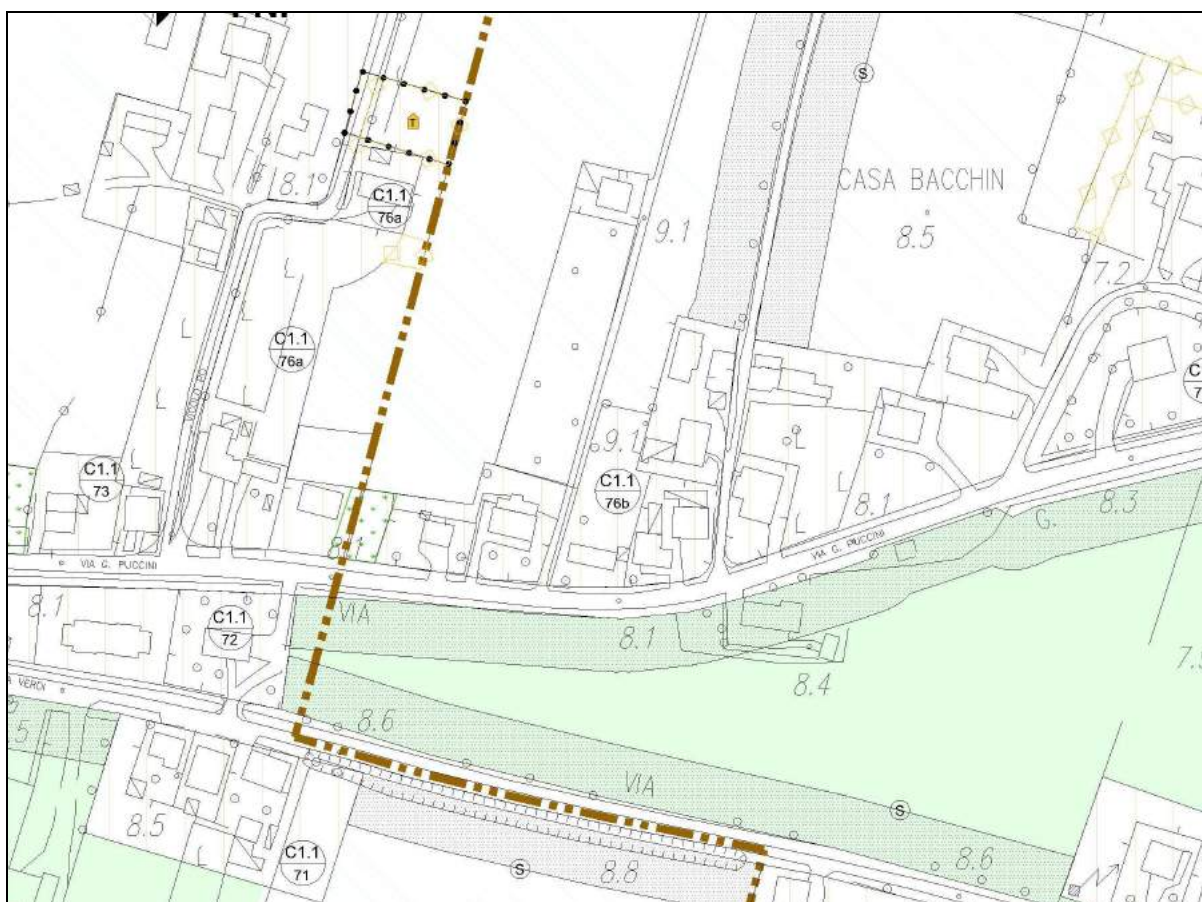 S
T
CASA BACCHIN
8.1
C1.1
76a
8.5
9.1
7.2
C1.1
76a
9.1
C1.1
73
C1.1
76b
8.1
8.3
G.
VIA G. PUCCINI
VIA G. PUCCINI
8.1
C1.1
72
VIA
8.1
8.4
8.6
VIA
S
8.5
C1.1
71
S
8.8
8.6